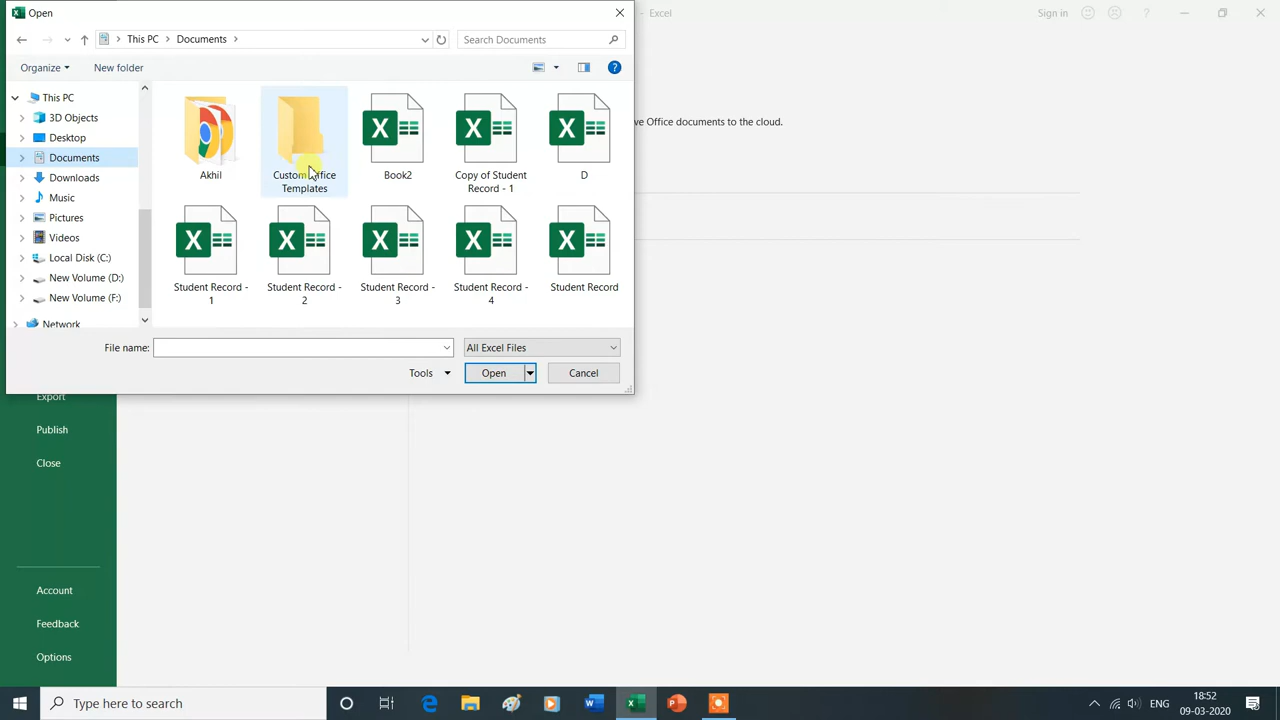 Open
- Excel
Sign in
This PC
Documents
Search Documents
Organize
New folder
This PC
3D Objects
Desktop
Documents
Downloads
Music
Pictures
Videos
Local Disk (C:)
New Volume (D:)
New Volume (F:)
Network
Akhil
Custom Office
Templates
Book2
Copy of Student
Record - 1
D
Student Record -
1
Student Record -
2
Student Record -
3
Student Record -
4
Student Record
File name:
All Excel Files
Tools
Open
Cancel
ve Office documents to the cloud.
Export
Publish
Close
Account
Feedback
Options
Type here to search
ENG
18:52
09-03-2020